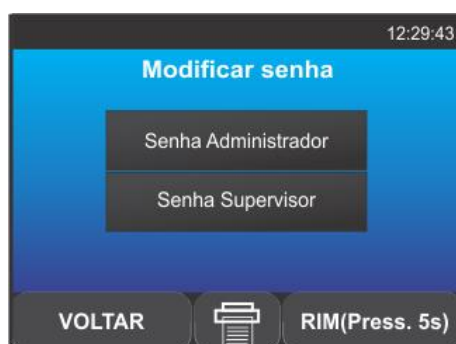 12:29:43
Modificar senha
Senha Administrador
Senha Supervisor
VOLTAR
RIM(Press. 5s)